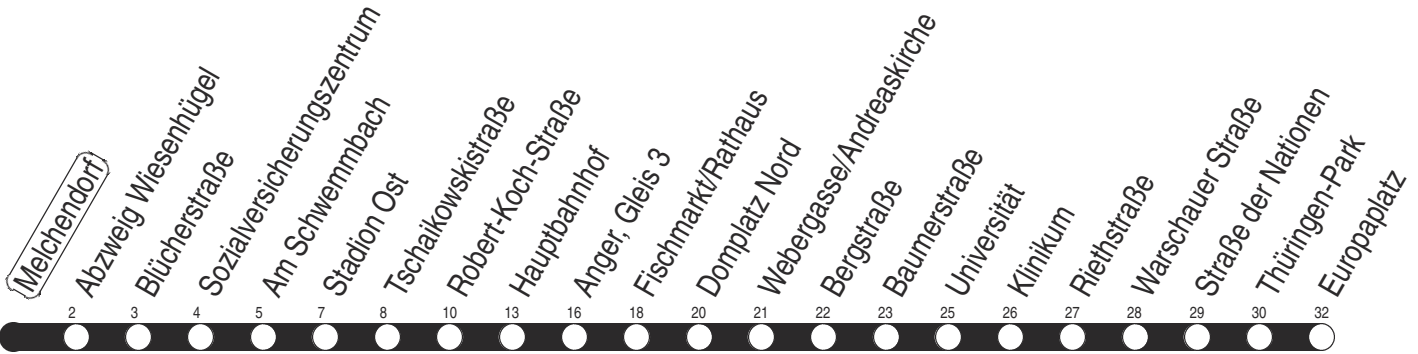 Melchendorf
Abzweig Wiesenhügel
Blücherstraße
Sozialversicherungszentrum
Am Schwemmbach
Stadion Ost
Tschaikowskistraße
Robert-Koch-Straße
Hauptbahnhof
Anger, Gleis 3
Fischmarkt/Rathaus
Domplatz Nord
Webergasse/Andreaskirche
Bergstraße
Baumerstraße
Universität
Klinikum
Riethstraße
Warschauer Straße
Straße der Nationen
Thüringen-Park
Europaplatz
2 3 4 5 7 8 10 13 16 18 20 21 22 23 25 26 27 28 29 30 32